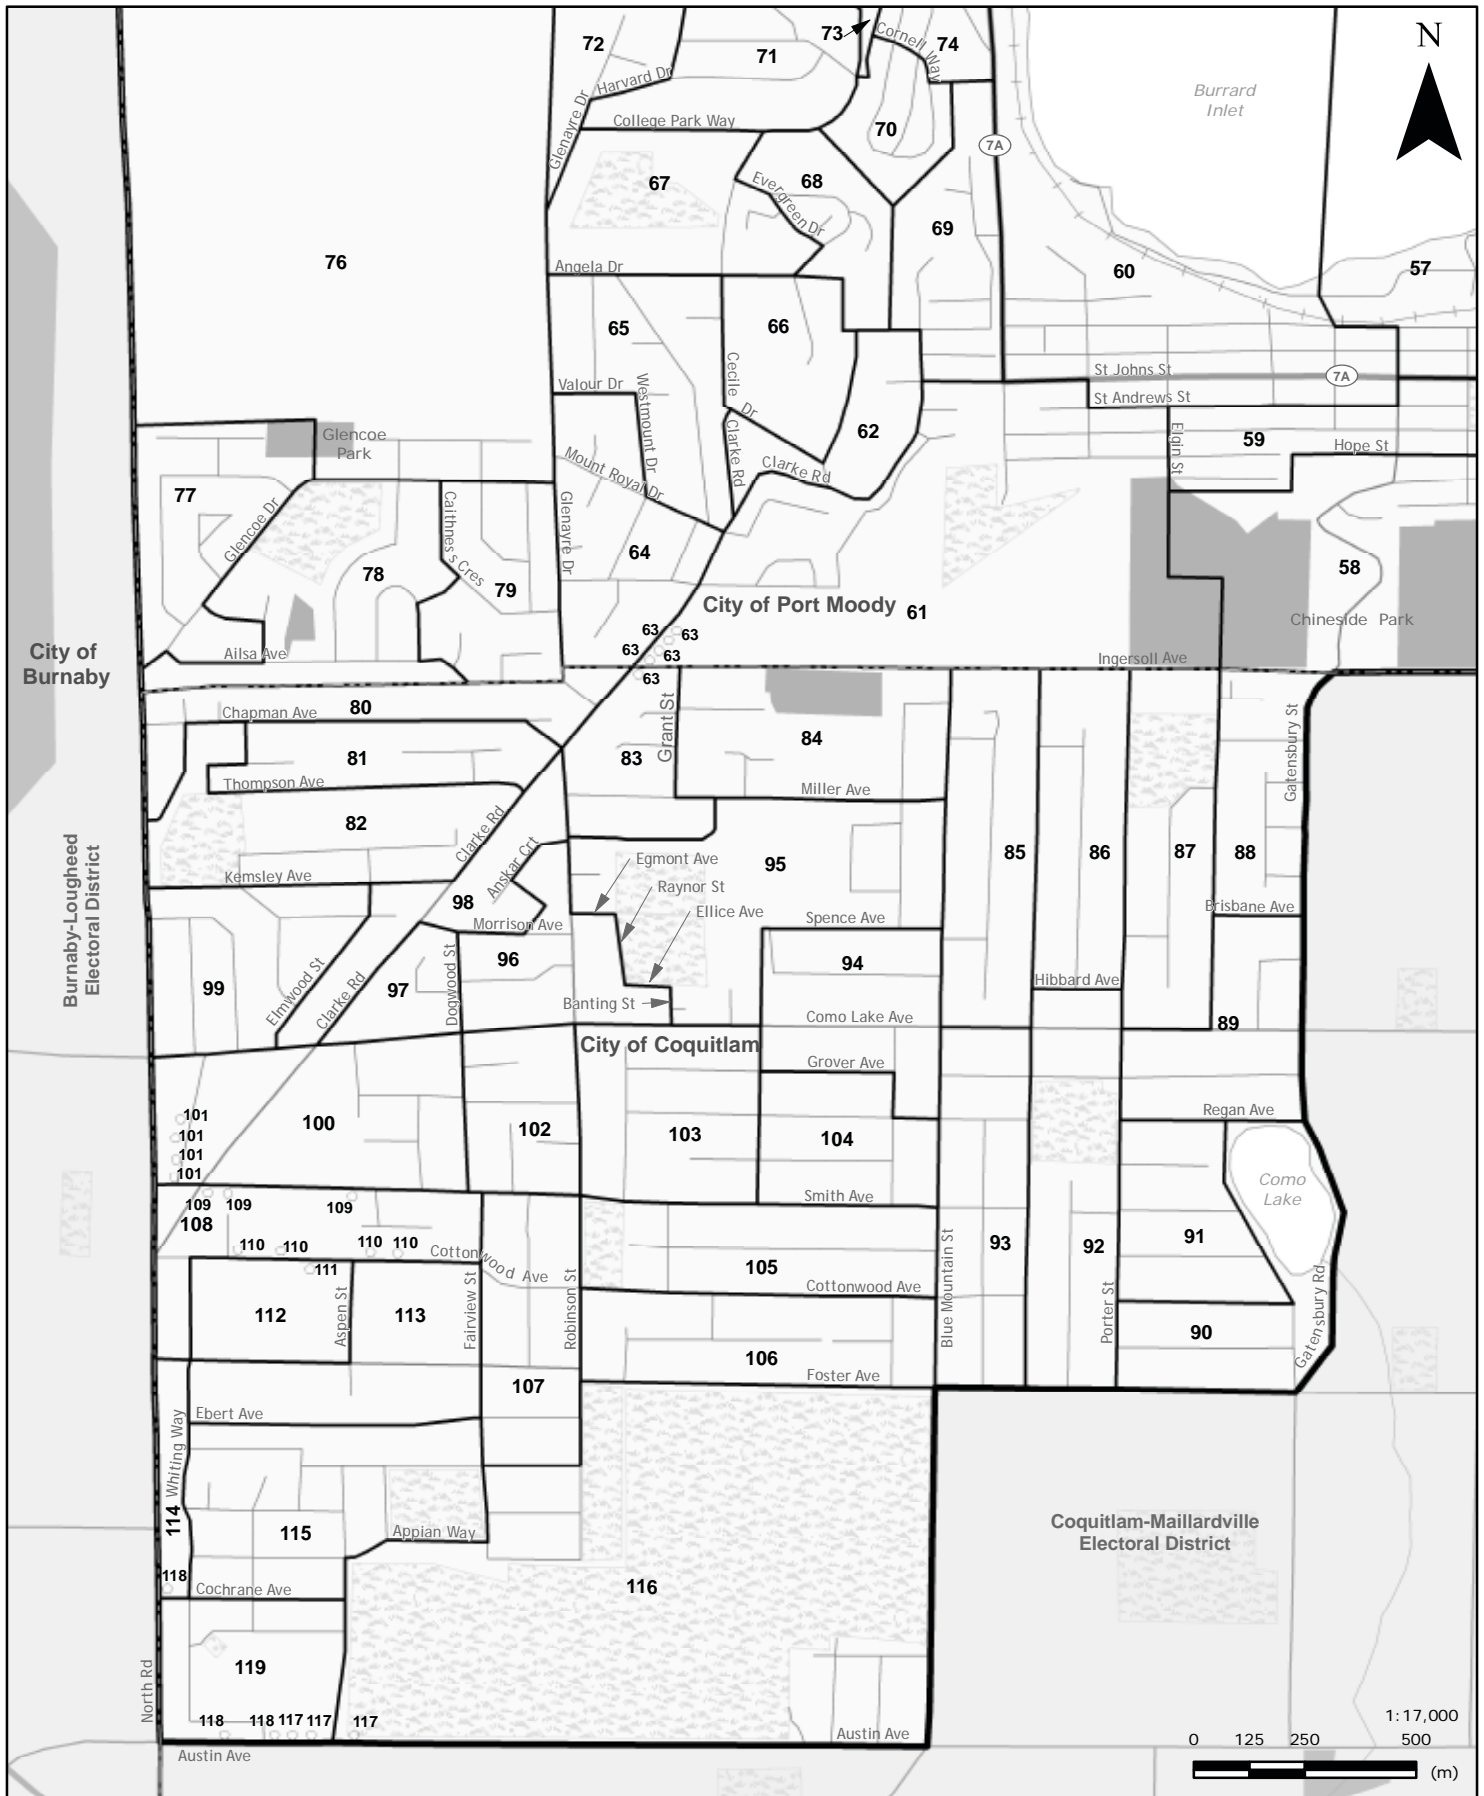 72
73
Cornell Way
74
N
71
Harvard Dr
Burrard
Inlet
Glenayre Dr
College Park Way
70
7A
67
68
Evergreen Dr
69
76
Angela Dr
60
57
65
66
Cecile Dr
St Johns St
7A
Valour Dr
Westmount Dr
St Andrews St
Glencoe
Park
62
Clarke Rd
Elgin St
59
Hope St
77
Mount Royal Dr
Clarke Rd
Glencoe Dr
Caithness Cres
Glenayre Dr
64
78
79
58
City of Port Moody
61
Chineside Park
63
63
63
63
63
City of
Burnaby
Ailsa Ave
Ingersoll Ave
80
Chapman Ave
Grant St
Gatensbury St
81
83
84
Thompson Ave
Miller Ave
82
Clarke Rd
Anskar Crt
Egmont Ave
95
85
86
87
88
Kemsley Ave
Raynor St
Burnaby-Lougheed
Electoral District
98
Ellice Ave
Brisbane Ave
Morrison Ave
Spence Ave
99
Elmwood St
Clarke Rd
97
Dogwood St
96
94
Hibbard Ave
Banting St
Como Lake Ave
89
City of Coquitlam
Grover Ave
101
101
101
101
100
102
103
104
Regan Ave
Como
Lake
109
109
109
Smith Ave
108
110
110
110
110
Cottonwood Ave
111
105
Cottonwood Ave
Blue Mountain St
93
92
91
112
Aspen St
113
Fairview St
Robinson St
Porter St
Gatensbury Rd
90
106
Foster Ave
107
Ebert Ave
Whiting Way
114
115
Appian Way
Coquitlam-Maillardville
Electoral District
118
Cochrane Ave
116
119
North Rd
118
118
117
117
117
Austin Ave
Austin Ave
1:17,000
0 125 250 500
(m)